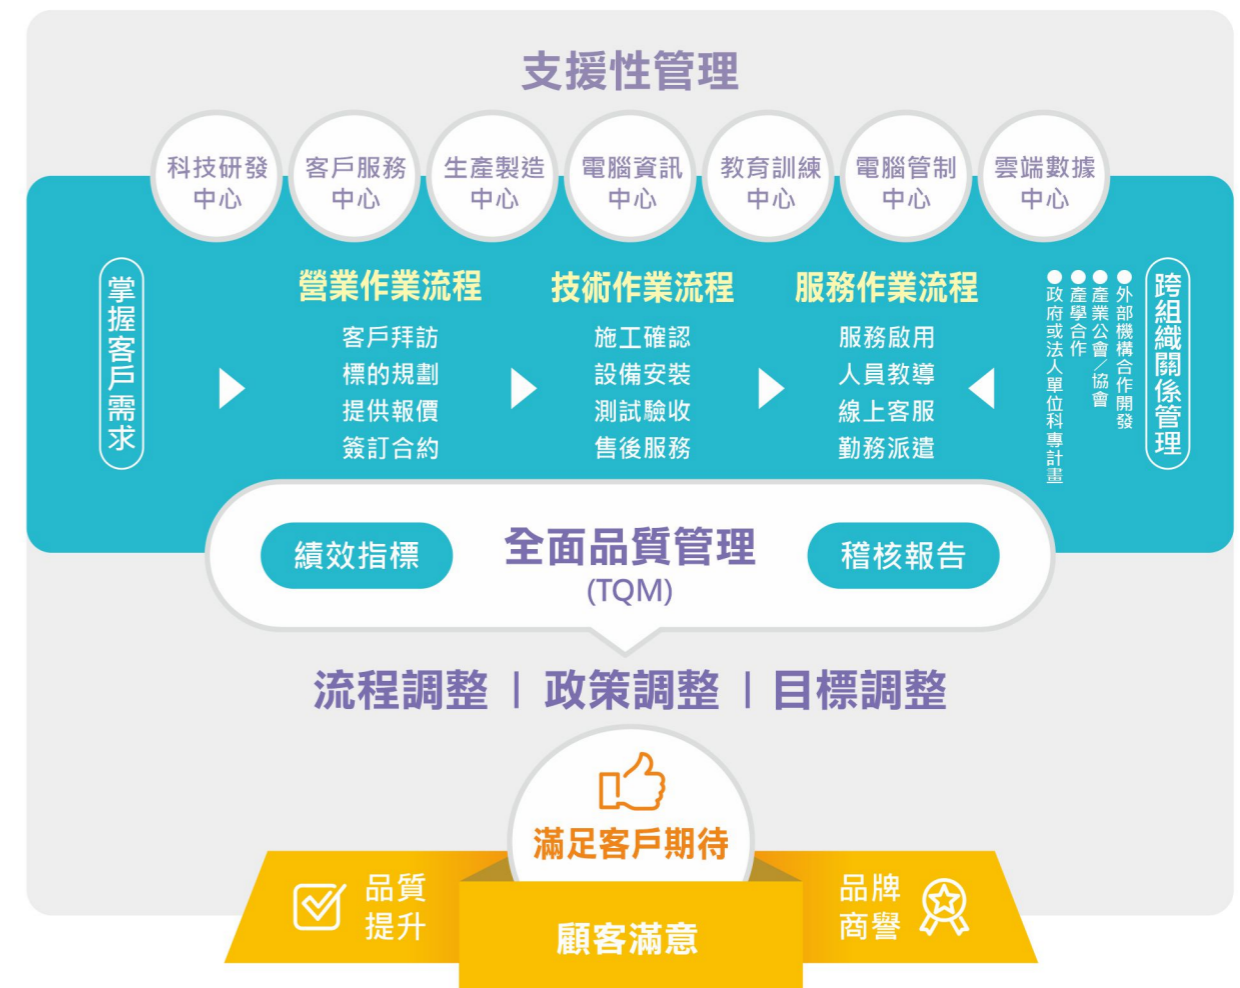 支援性管理
科技研發
中心
客戶服務
中心
生產製造
中心
電腦資訊
中心
教育訓練
中心
電腦管制
中心
雲端數據
中心
掌握客戶需求
營業作業流程
客戶拜訪
標的規劃
提供報價
簽訂合約
技術作業流程
施工確認
設備安裝
測試驗收
售後服務
服務作業流程
服務啟用
人員教導
線上客服
勤務派遣
跨組織關係管理
●外部機構合作開發
●產業公會／協會
●產學合作
●政府或法人單位科專計畫
績效指標
全面品質管理
(TQM)
稽核報告
流程調整 | 政策調整 | 目標調整
滿足客戶期待
品質
提升
顧客滿意
品牌
商譽